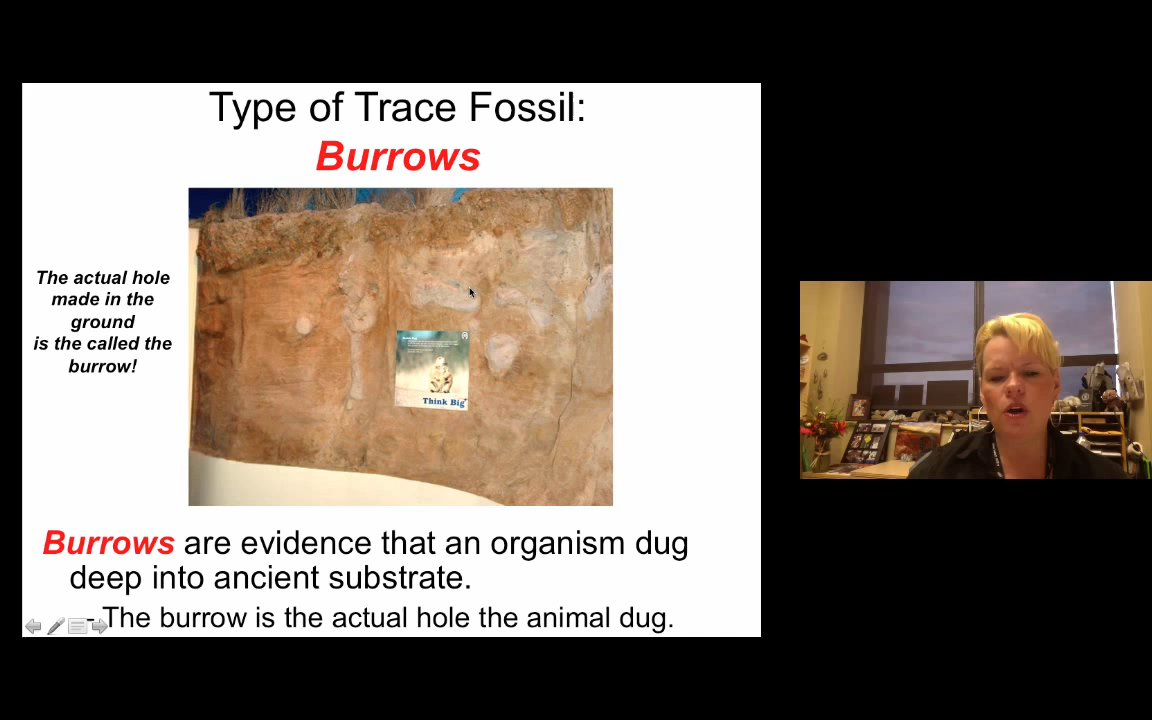 Type of Trace Fossil:
Burrows
The actual hole
made in the
ground
is the called the
burrow!
Think Big
Burrows are evidence that an organism dug
deep into ancient substrate.
- The burrow is the actual hole the animal dug.